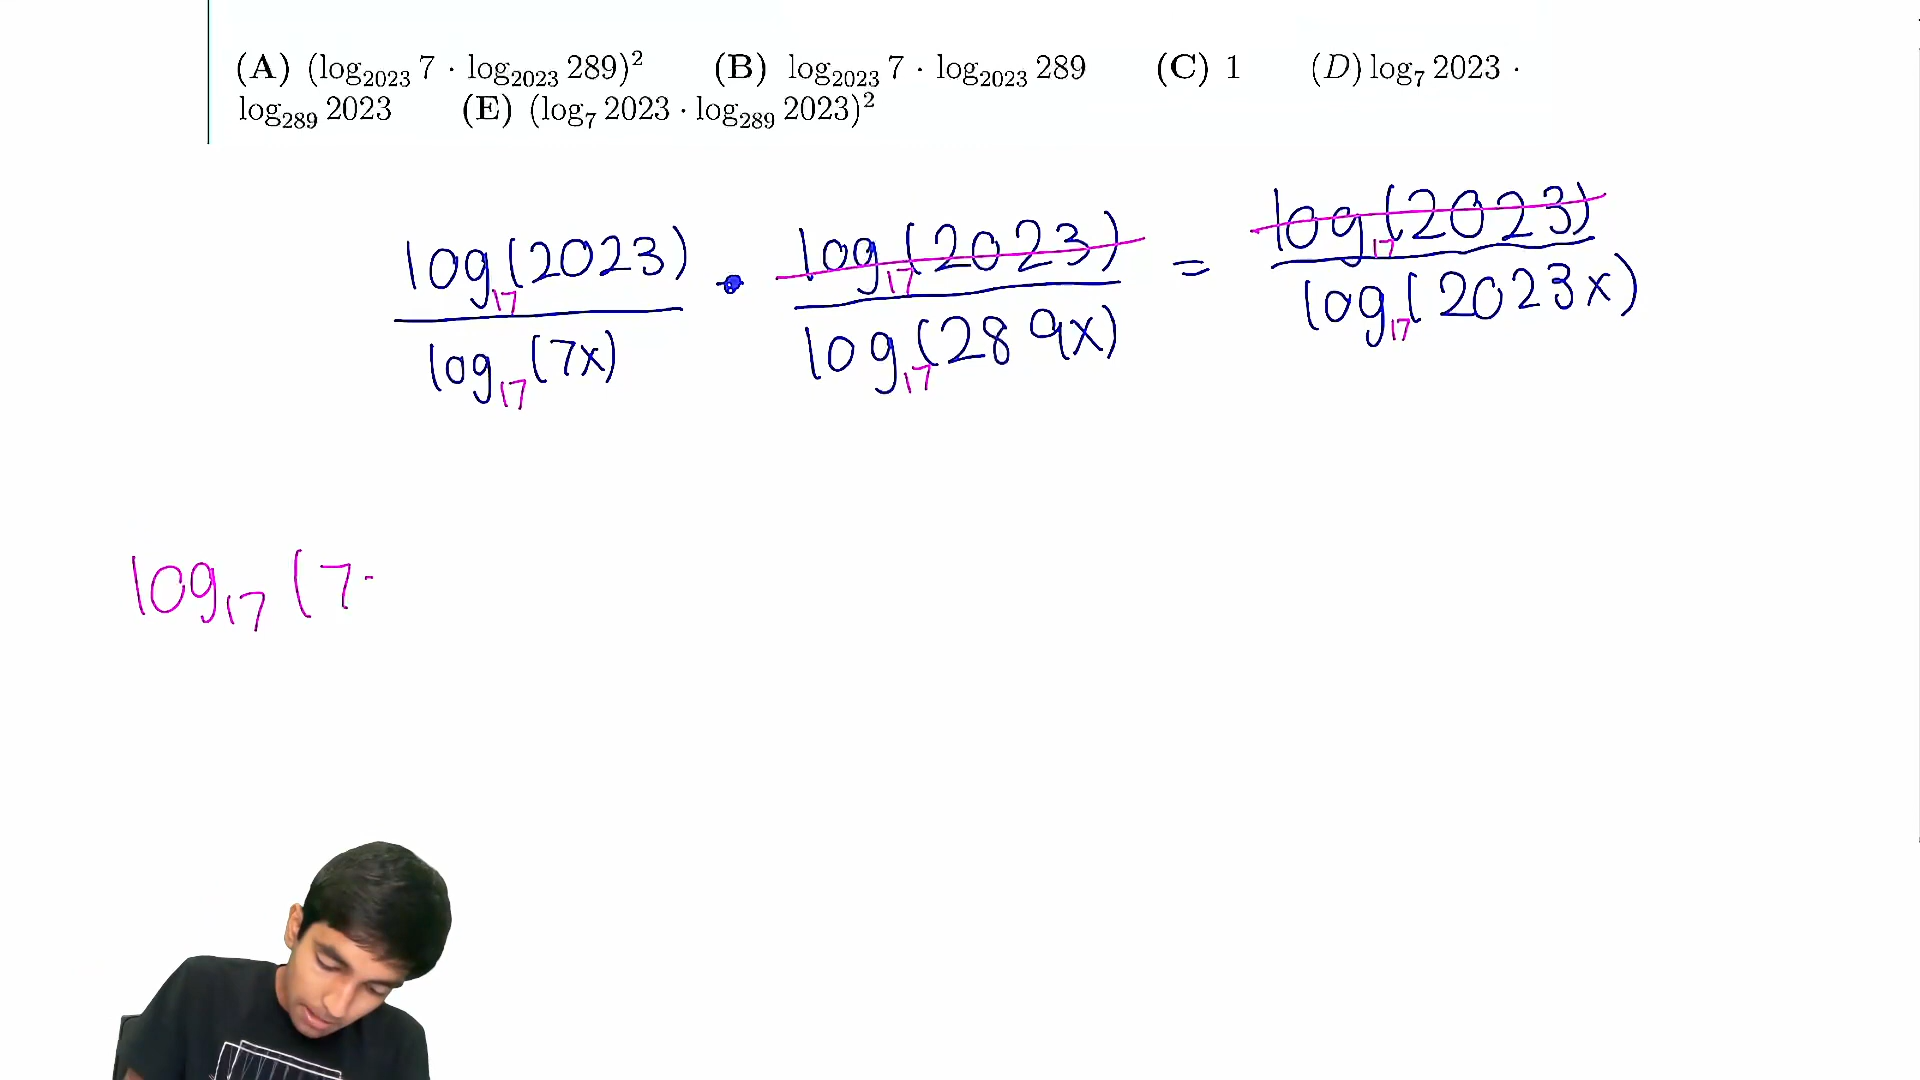 (A) (log₂₀₂₃ 7 · log₂₀₂₃ 289)² (B) log₂₀₂₃ 7 · log₂₀₂₃ 289 (C) 1 (D) log₇ 2023 ·
log₂₈₉ 2023 (E) (log₇ 2023 · log₂₈₉ 2023)²
log₁₇(2023) · log₁₇(2023) = log₁₇(2023)
log₁₇(7x) log₁₇(289x) log₁₇(2023x)
log₁₇ (7·